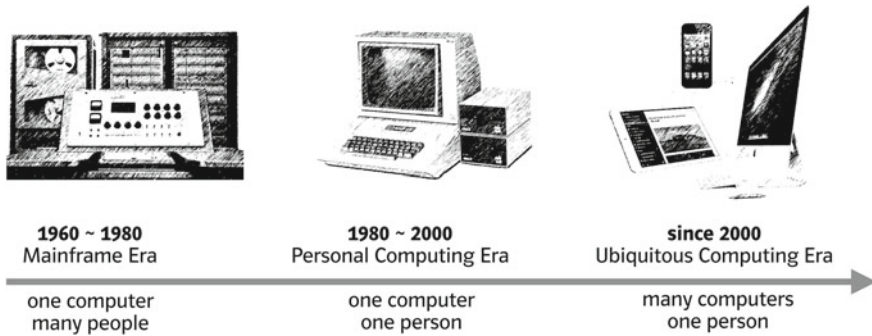 1960 ~ 1980
Mainframe Era
1980 ~ 2000
Personal Computing Era
since 2000
Ubiquitous Computing Era
one computer
many people
one computer
one person
many computers
one person